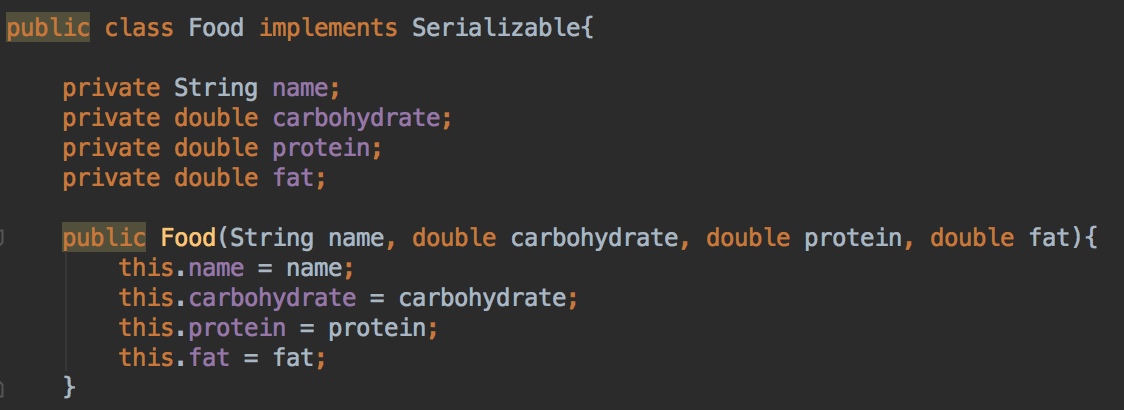 public class Food implements Serializable{
private String name;
private double carbohydrate;
private double protein;
private double fat;
public Food(String name, double carbohydrate, double protein, double fat){
this.name = name;
this.carbohydrate = carbohydrate;
this.protein = protein;
this.fat = fat;
}